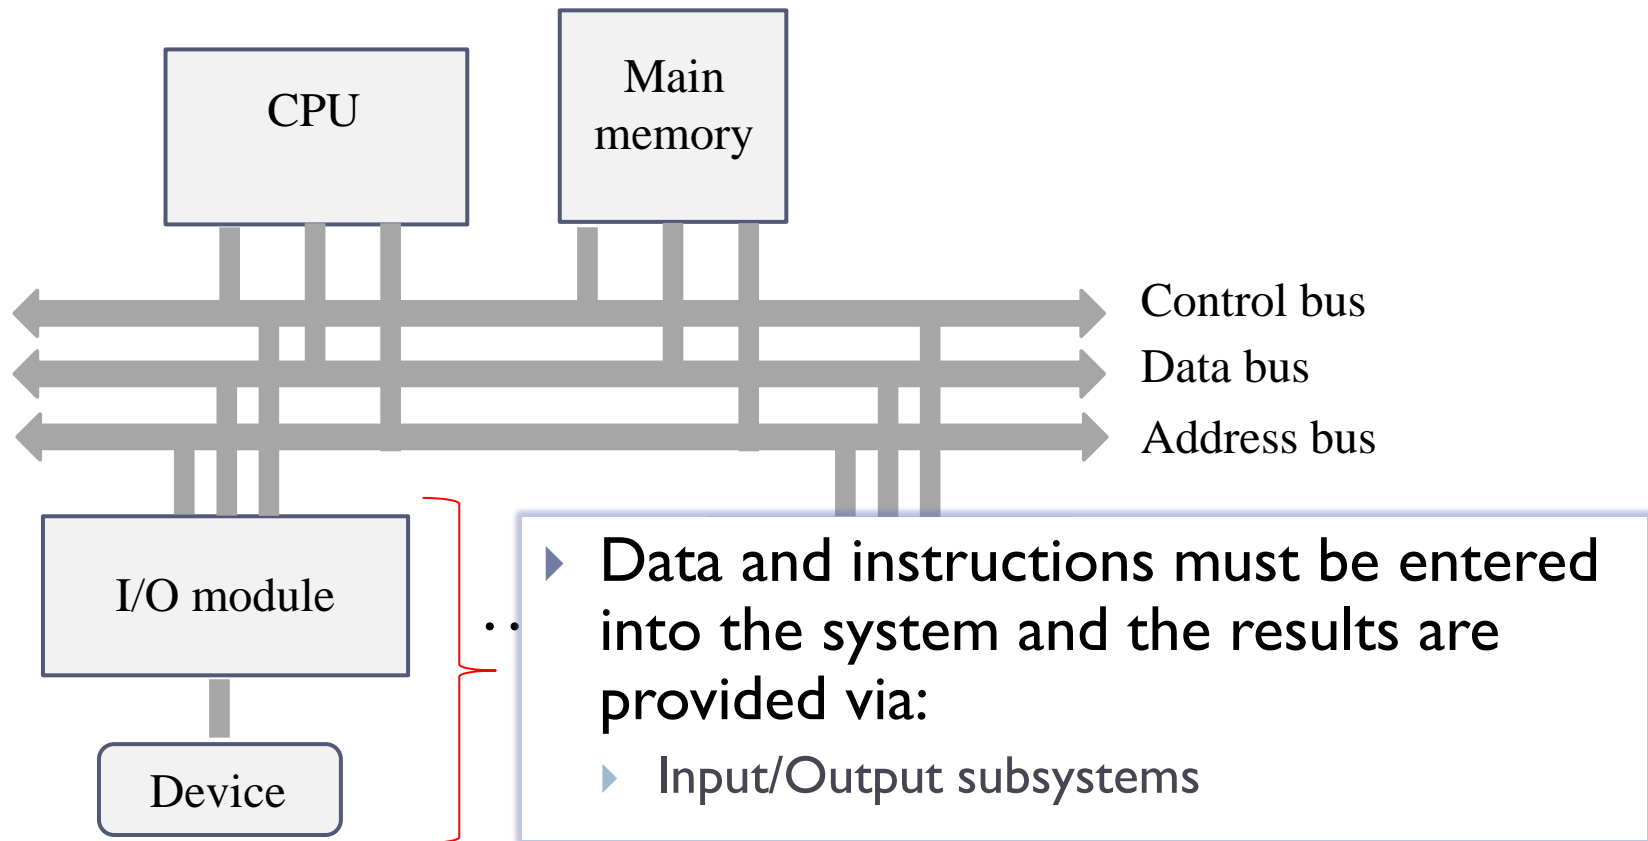 CPU
Main
memory
Control bus
Data bus
Address bus
I/O module
..
Data and instructions must be entered
into the system and the results are
provided via:
Input/Output subsystems
Device